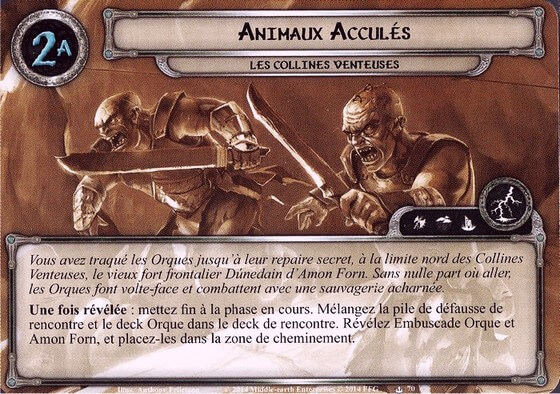 2A
ANIMAUX ACCULÉS
LES COLLINES VENTEUSES
Vous avez traqué les Orques jusqu'à leur repaire secret, à la limite nord des Collines
Venteuses, le vieux fort frontalier Dúnedain d'Amon Forn. Sans nulle part où aller,
les Orques font volte-face et combattent avec une sauvagerie acharnée.
Une fois révélée : mettez fin à la phase en cours. Mélangez la pile de défausse de
rencontre et le deck Orque dans le deck de rencontre. Révélez Embuscade Orque et
Amon Forn, et placez-les dans la zone de cheminement.
Illus. Anthony Feliciano © 2014 Middle-earth Enterprises © 2014 FFG 70